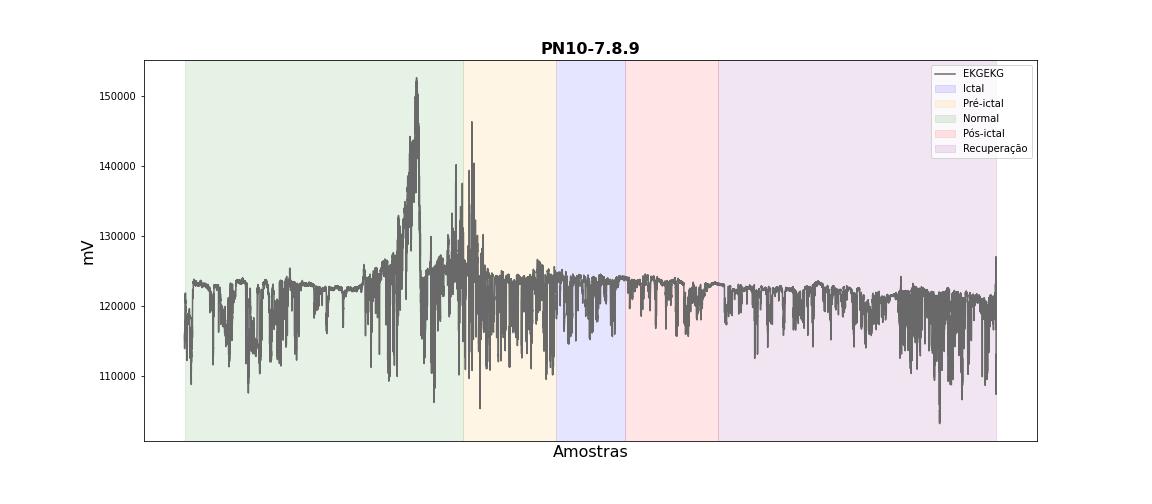 PN10-7.8.9
150000
140000
130000
120000
110000
mV
Amostras
EKGEKG
Ictal
Pré-ictal
Normal
Pós-ictal
Recuperação